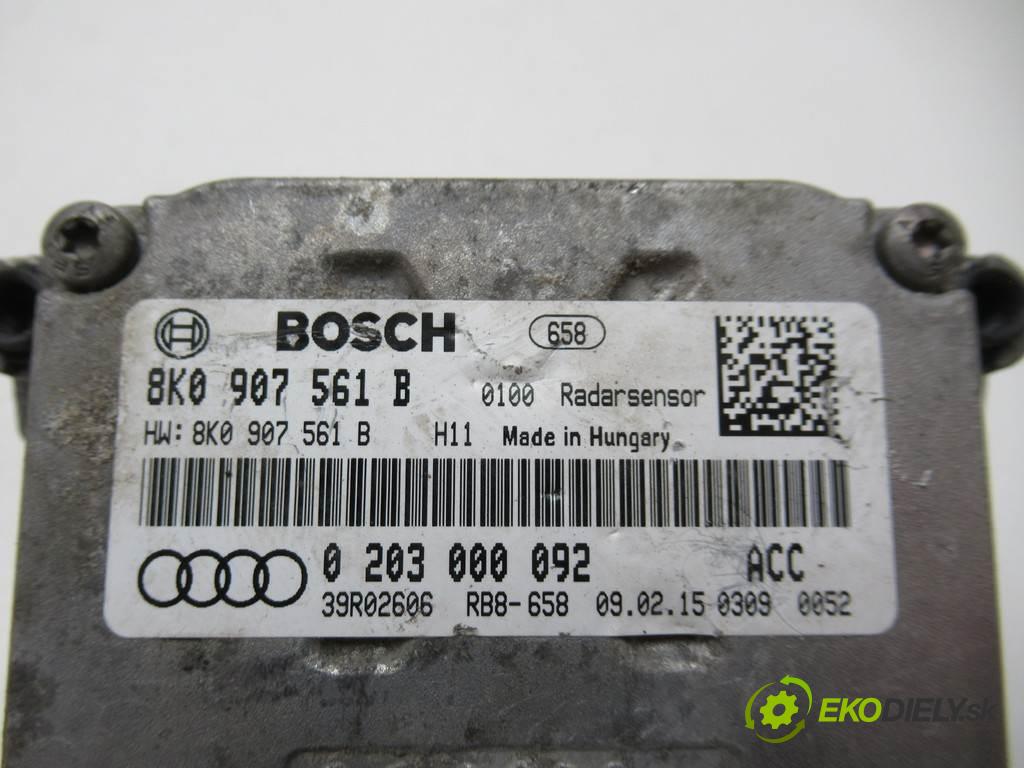 BOSCH 658
8K0 907 561 B 0100 Radarsensor
HW: 8K0 907 561 B H11 Made in Hungary
0 203 000 092 ACC
39R02606 RB8-658 09.02.15 0309 0052
EKODIELY.sk